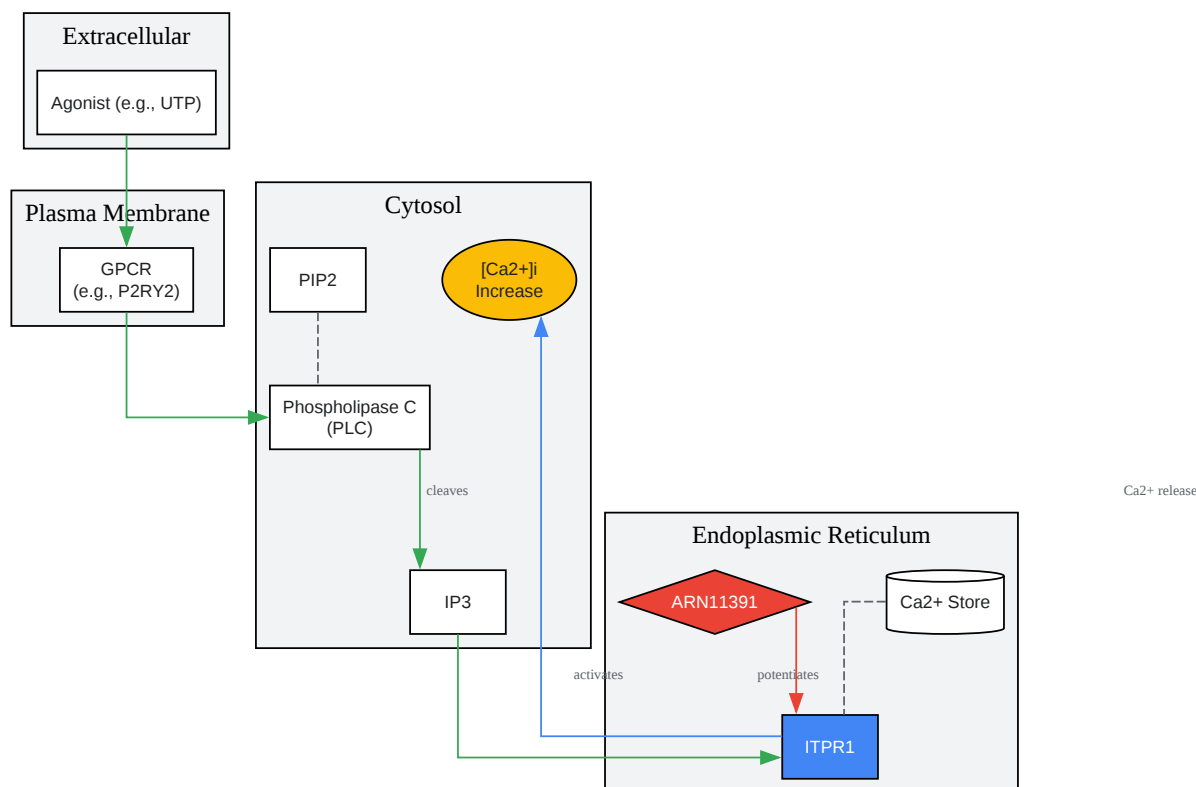 Extracellular
Agonist (e.g., UTP)
Plasma Membrane
GPCR
(e.g., P2RY2)
Cytosol
PIP2
[Ca2+]i
Increase
Phospholipase C
(PLC)
cleaves
Ca2+ release
IP3
Endoplasmic Reticulum
ARN11391
Ca2+ Store
activates
potentiates
ITPR1